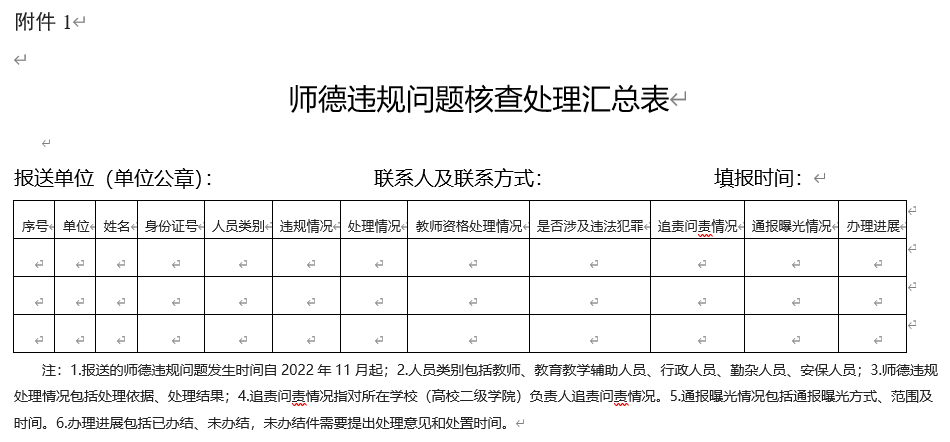 附件 1
师德违规问题核查处理汇总表
报送单位（单位公章）： 联系人及联系方式： 填报时间：
序号 单位 姓名 身份证号 人员类别 违规情况 处理情况 教师资格处理情况 是否涉及违法犯罪 追责问责情况 通报曝光情况 办理进展
注：1.报送的师德违规问题发生时间自 2022 年 11 月起；2.人员类别包括教师、教育教学辅助人员、行政人员、勤杂人员、安保人员；3.师德违规
处理情况包括处理依据、处理结果；4.追责问责情况指对所在学校（高校二级学院）负责人追责问责情况。5.通报曝光情况包括通报曝光方式、范围及
时间。6.办理进展包括已办结、未办结，未办结件需要提出处理意见和处置时间。